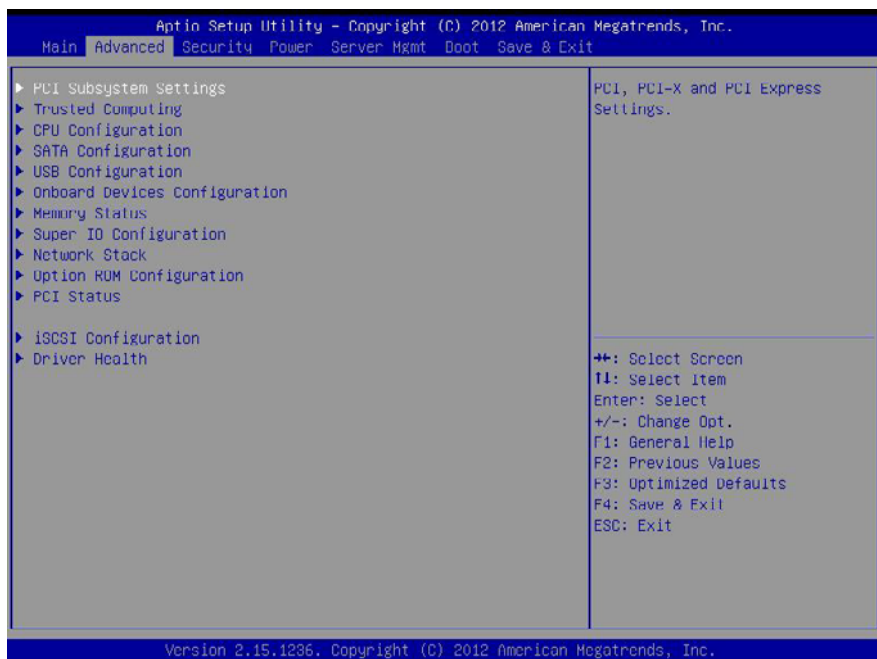 Aptio Setup Utility – Copyright (C) 2012 American Megatrends, Inc.
Main Advanced Security Power Server Mgmt Boot Save & Exit
PCI Subsystem Settings
Trusted Computing
CPU Configuration
SATA Configuration
USB Configuration
Onboard Devices Configuration
Memory Status
Super IO Configuration
Network Stack
Option ROM Configuration
PCI Status
iSCSI Configuration
Driver Health
PCI, PCI-X and PCI Express
Settings.
→←: Select Screen
↑↓: Select Item
Enter: Select
+/-: Change Opt.
F1: General Help
F2: Previous Values
F3: Optimized Defaults
F4: Save & Exit
ESC: Exit
Version 2.15.1236. Copyright (C) 2012 American Megatrends, Inc.